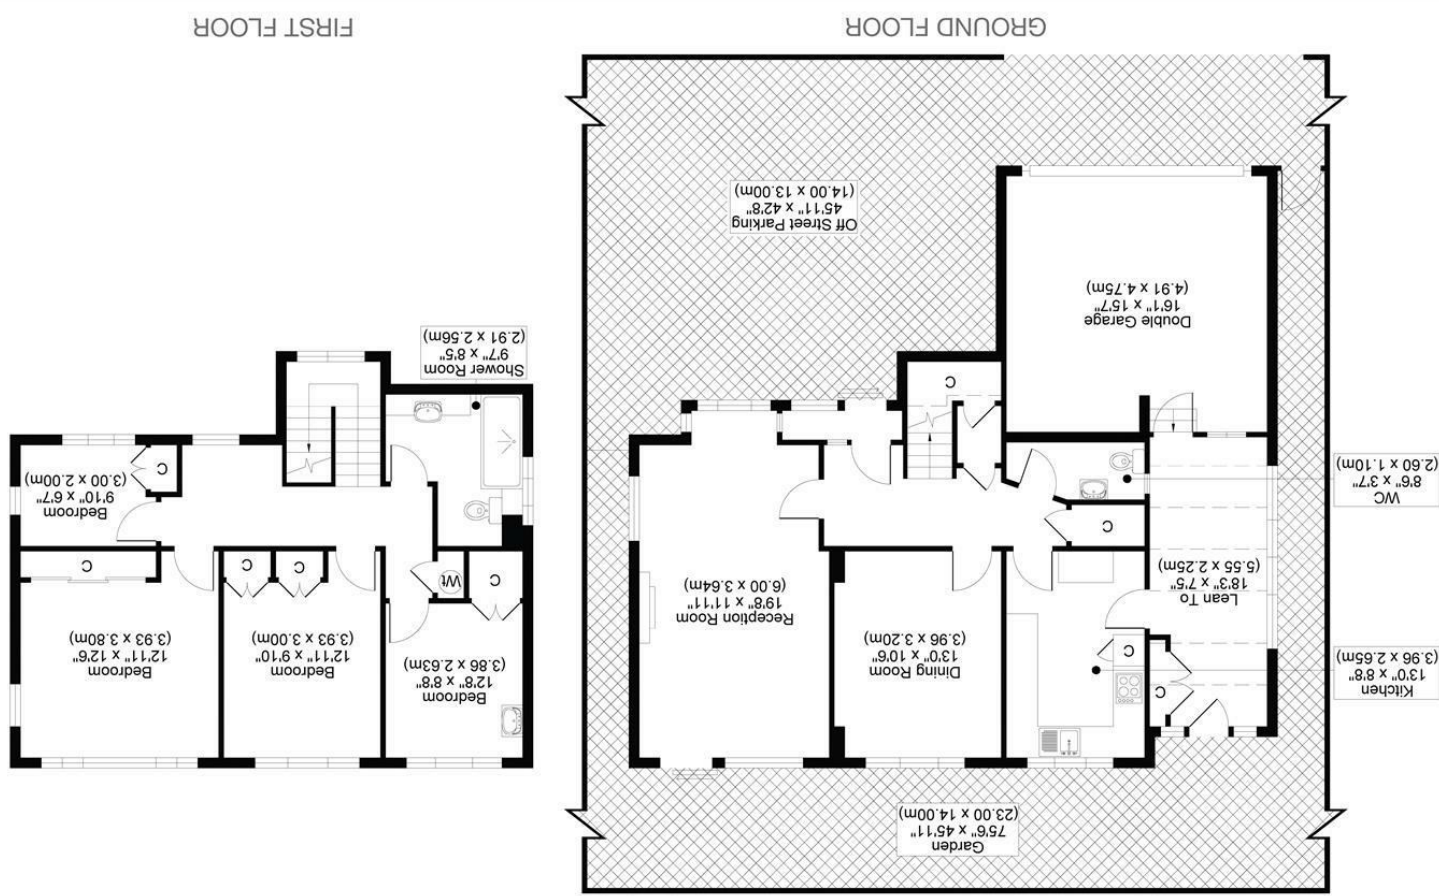 Garden
75'6" x 45'11"
(23.00 x 14.00m)
Kitchen
13'0 x 8'8
(3.96 x 2.65m)
C
C
Lean To
18'3" x 7'5"
(5.65 x 2.25m)
Dining Room
13'0" x 10'6
(3.96 x 3.20m)
Reception Room
19'8" x 11'11"
(6.00 x 3.64m)
WC
8'6" x 3'7"
(2.60 x 1.10m)
C
C
Double Garage
16'1" x 15'7"
(4.91 x 4.75m)
Off Street Parking
45'11" x 42'8"
(14.00 x 13.00m)
GROUND FLOOR
Bedroom
12'8" x 8'8
(3.86 x 2.63m)
Bedroom
12'11" x 9'10"
(3.93 x 3.00m)
Bedroom
12'11" x 12'6"
(3.93 x 3.80m)
C
Wt
C
C
C
Bedroom
9'10" x 6'7
(3.00 x 2.00m)
C
Shower Room
9'7" x 8'5
(2.91 x 2.56m)
FIRST FLOOR